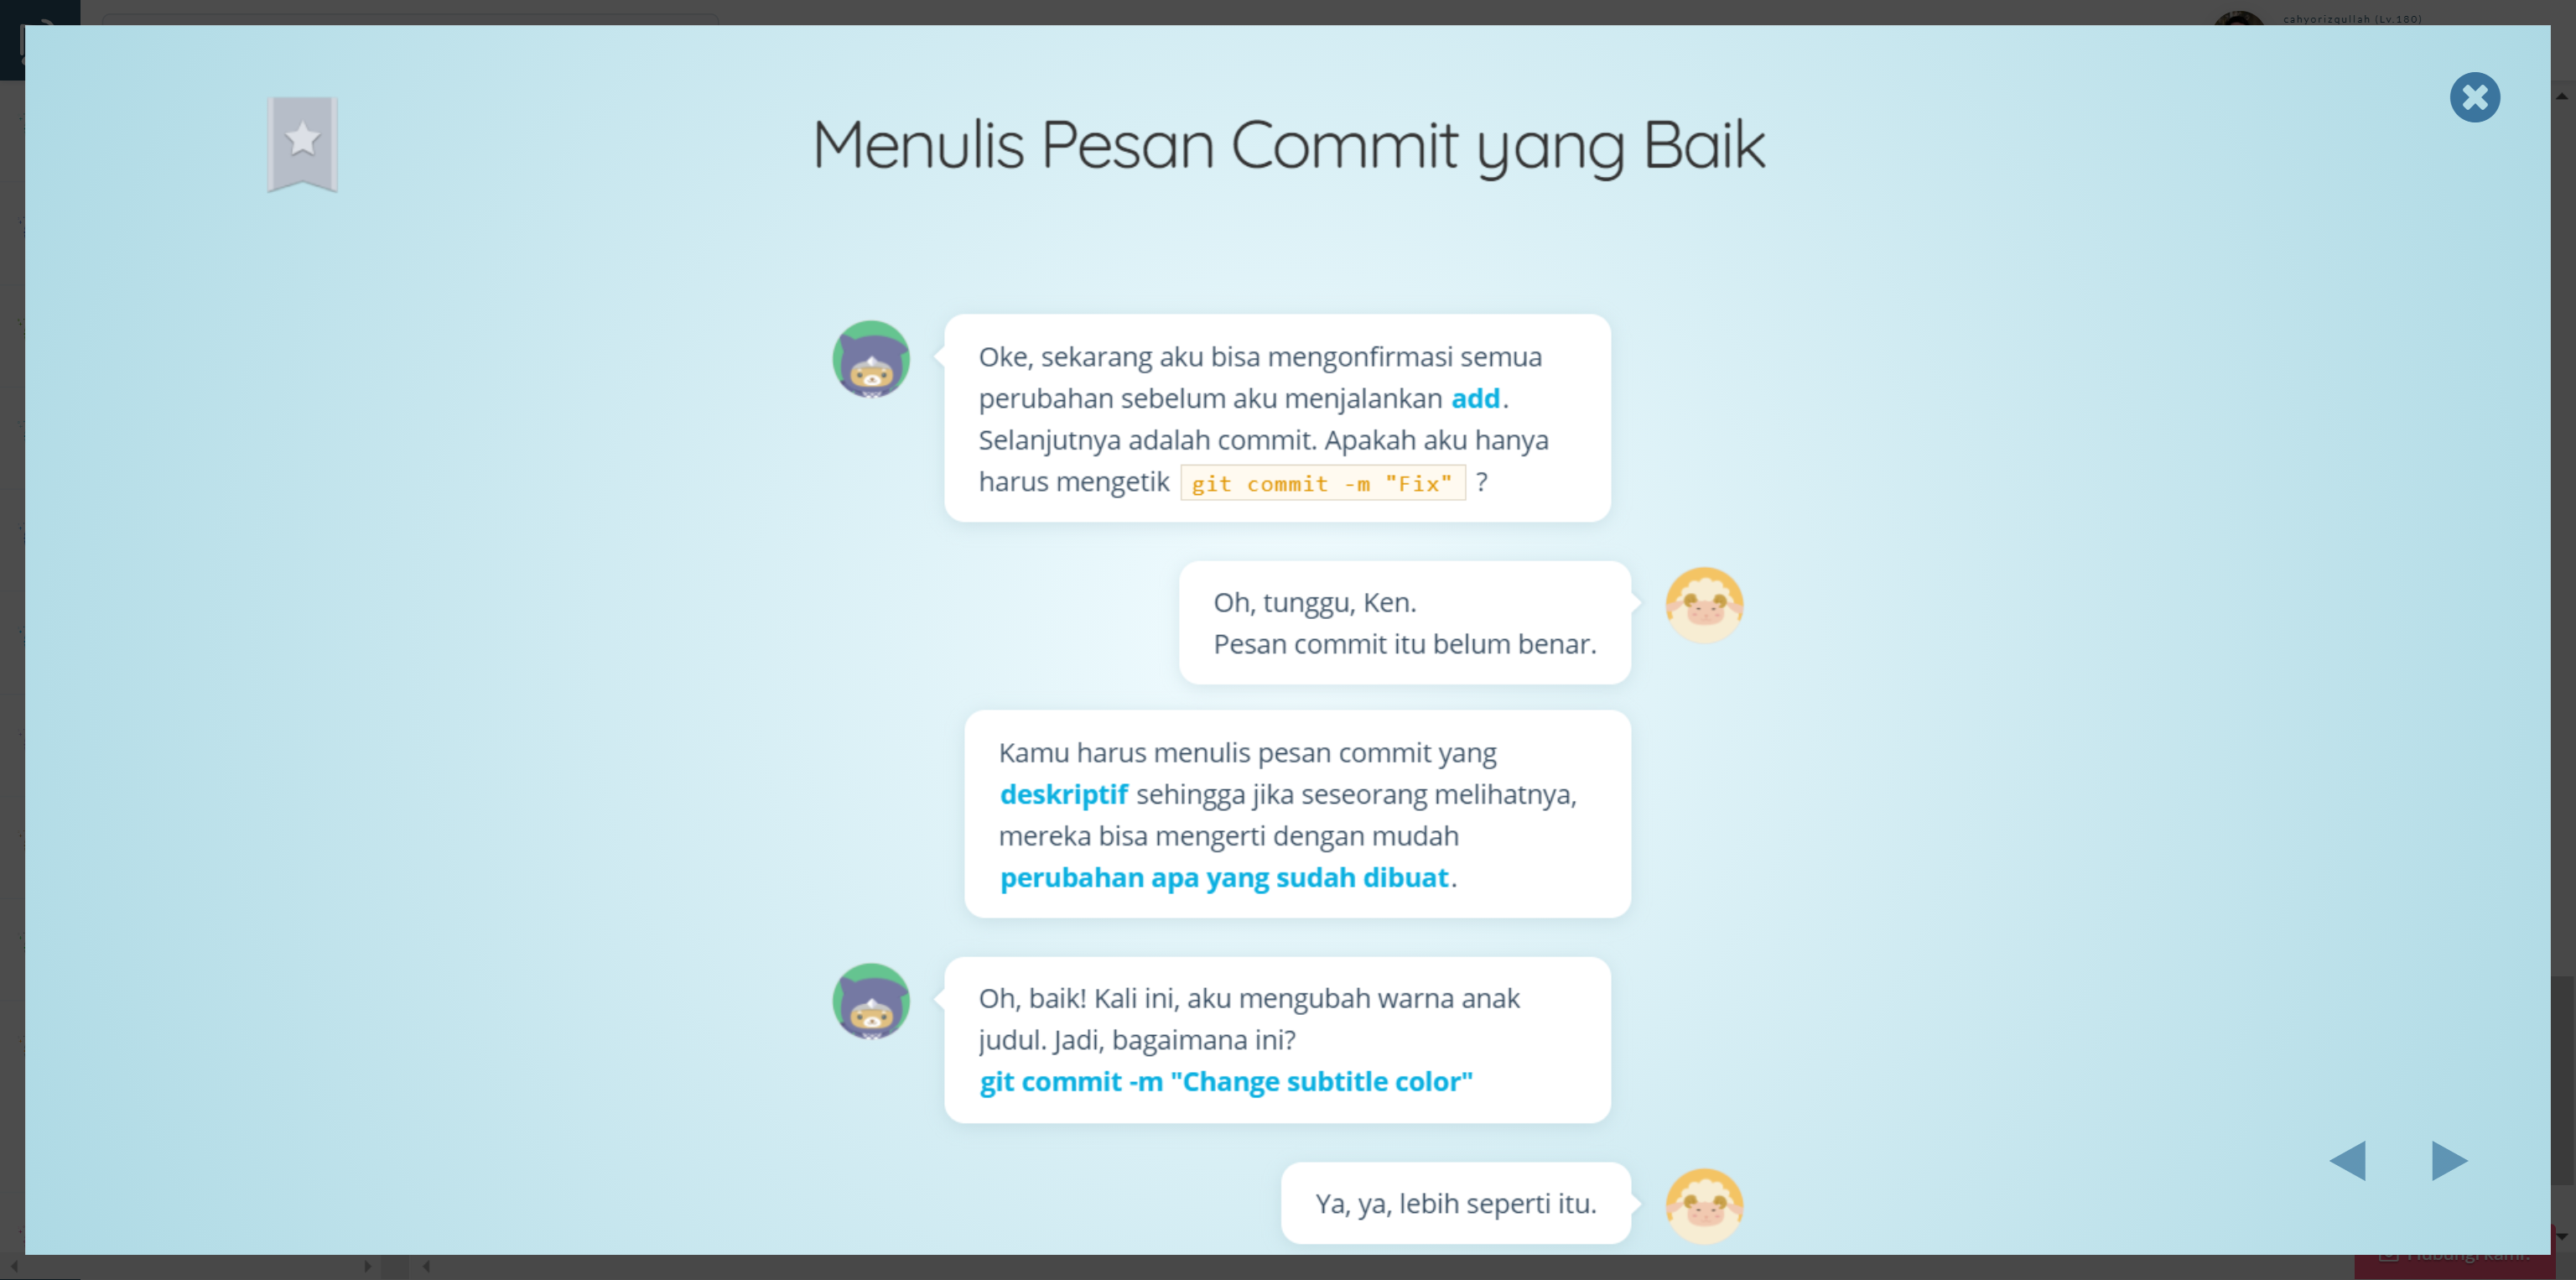 cahyorizqullah (Lv.180)
Menulis Pesan Commit yang Baik
Oke, sekarang aku bisa mengonfirmasi semua
perubahan sebelum aku menjalankan add.
Selanjutnya adalah commit. Apakah aku hanya
harus mengetik git commit -m "Fix" ?
Oh, tunggu, Ken.
Pesan commit itu belum benar.
Kamu harus menulis pesan commit yang
deskriptif sehingga jika seseorang melihatnya,
mereka bisa mengerti dengan mudah
perubahan apa yang sudah dibuat.
Oh, baik! Kali ini, aku mengubah warna anak
judul. Jadi, bagaimana ini?
git commit -m "Change subtitle color"
Ya, ya, lebih seperti itu.